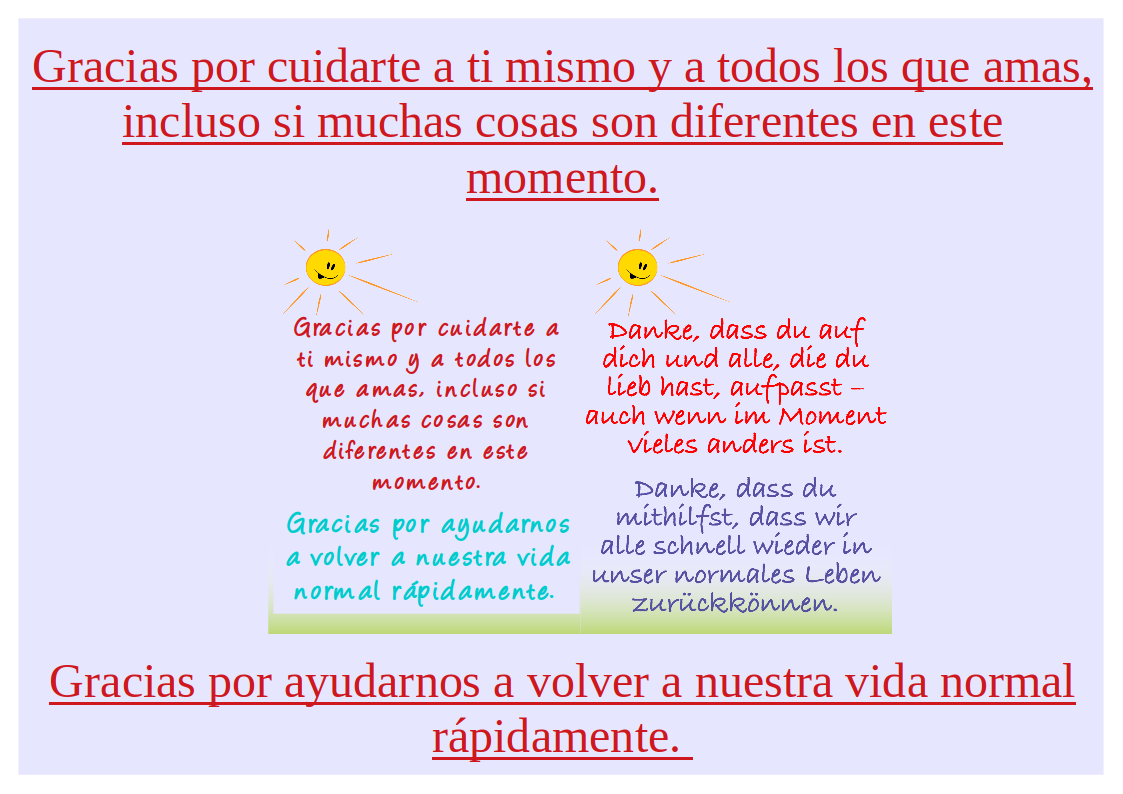 Gracias por cuidarte a ti mismo y a todos los que amas,
incluso si muchas cosas son diferentes en este
momento.
Gracias por cuidarte a
ti mismo y a todos los
que amas, incluso si
muchas cosas son
diferentes en este
momento.
Gracias por ayudarnos
a volver a nuestra vida
normal rápidamente.
Danke, dass du auf
dich und alle, die du
lieb hast, aufpasst –
auch wenn im Moment
vieles anders ist.
Danke, dass du
mithilfst, dass wir
alle schnell wieder in
unser normales Leben
zurückkönnen.
Gracias por ayudarnos a volver a nuestra vida normal
rápidamente.